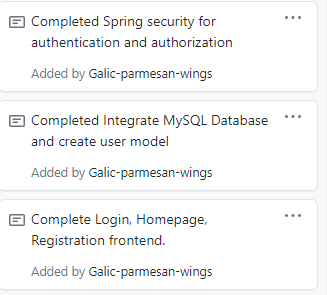 Completed Spring security for
authentication and authorization
Added by Galic-parmesan-wings
Completed Integrate MySQL Database
and create user model
Added by Galic-parmesan-wings
Complete Login, Homepage,
Registration frontend.
Added by Galic-parmesan-wings